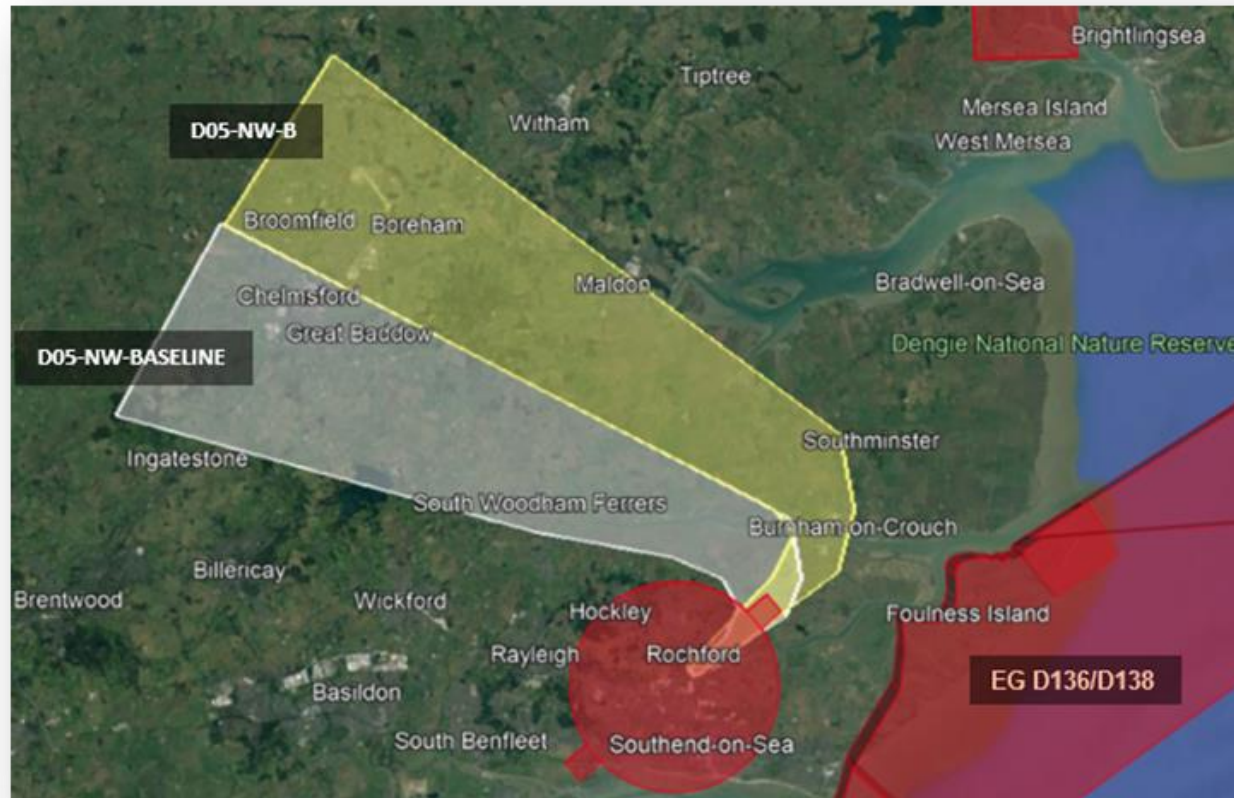 Brightlingsea
Tiptree
Mersea Island
Witham
D05-NW-B
West Mersea
Broomfield
Boreham
Maldon
Bradwell-on-Sea
Chelmsford
Great Baddow
Dengie National Nature Reserve
D05-NW-BASELINE
Southminster
Ingatestone
South Woodham Ferrers
Burnham-on-Crouch
Billericay
Brentwood
Wickford
Hockley
Foulness Island
Rayleigh
Rochford
EG D136/D138
Basildon
South Benfleet
Southend-on-Sea